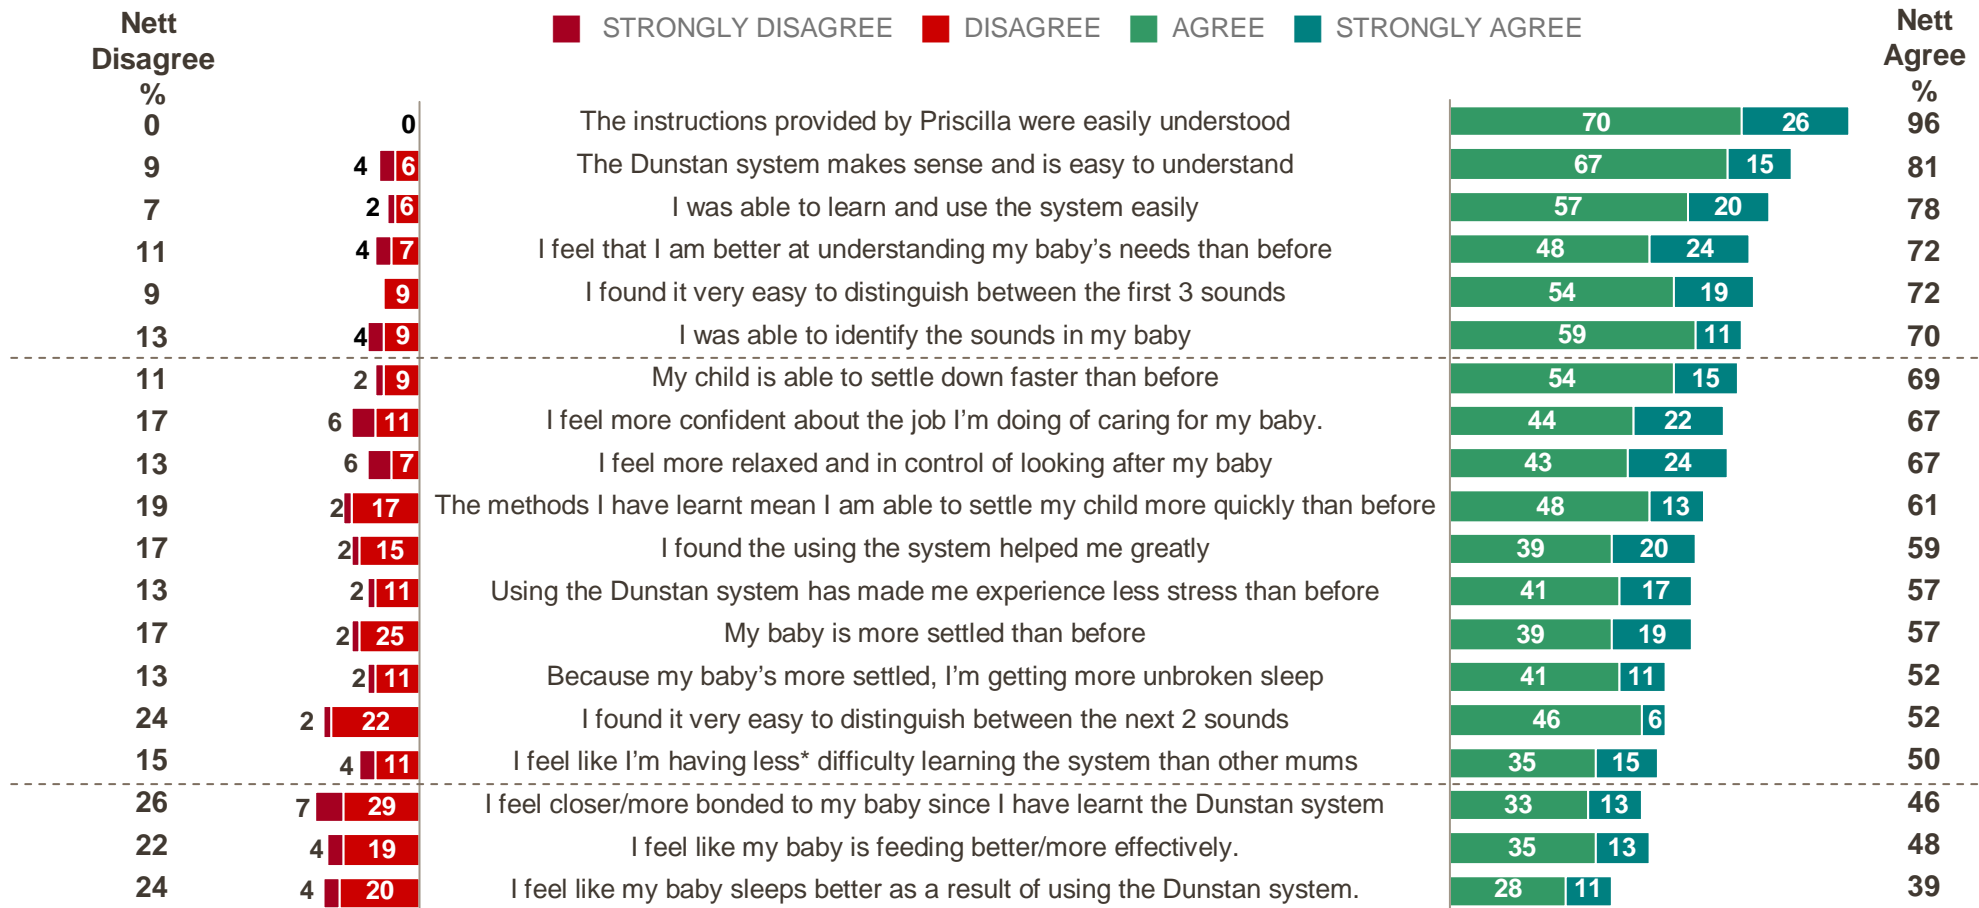 Nett Disagree %
STRONGLY DISAGREE DISAGREE AGREE STRONGLY AGREE
Nett Agree %
0 0 The instructions provided by Priscilla were easily understood 70 26 96
9 4 6 The Dunstan system makes sense and is easy to understand 67 15 81
7 2 6 I was able to learn and use the system easily 57 20 78
11 4 7 I feel that I am better at understanding my baby’s needs than before 48 24 72
9 9 I found it very easy to distinguish between the first 3 sounds 54 19 72
13 4 9 I was able to identify the sounds in my baby 59 11 70
11 2 9 My child is able to settle down faster than before 54 15 69
17 6 11 I feel more confident about the job I’m doing of caring for my baby. 44 22 67
13 6 7 I feel more relaxed and in control of looking after my baby 43 24 67
19 2 17 The methods I have learnt mean I am able to settle my child more quickly than before 48 13 61
17 2 15 I found the using the system helped me greatly 39 20 59
13 2 11 Using the Dunstan system has made me experience less stress than before 41 17 57
17 2 25 My baby is more settled than before 39 19 57
13 2 11 Because my baby’s more settled, I’m getting more unbroken sleep 41 11 52
24 2 22 I found it very easy to distinguish between the next 2 sounds 46 6 52
15 4 11 I feel like I’m having less* difficulty learning the system than other mums 35 15 50
26 7 29 I feel closer/more bonded to my baby since I have learnt the Dunstan system 33 13 46
22 4 19 I feel like my baby is feeding better/more effectively. 35 13 48
24 4 20 I feel like my baby sleeps better as a result of using the Dunstan system. 28 11 39